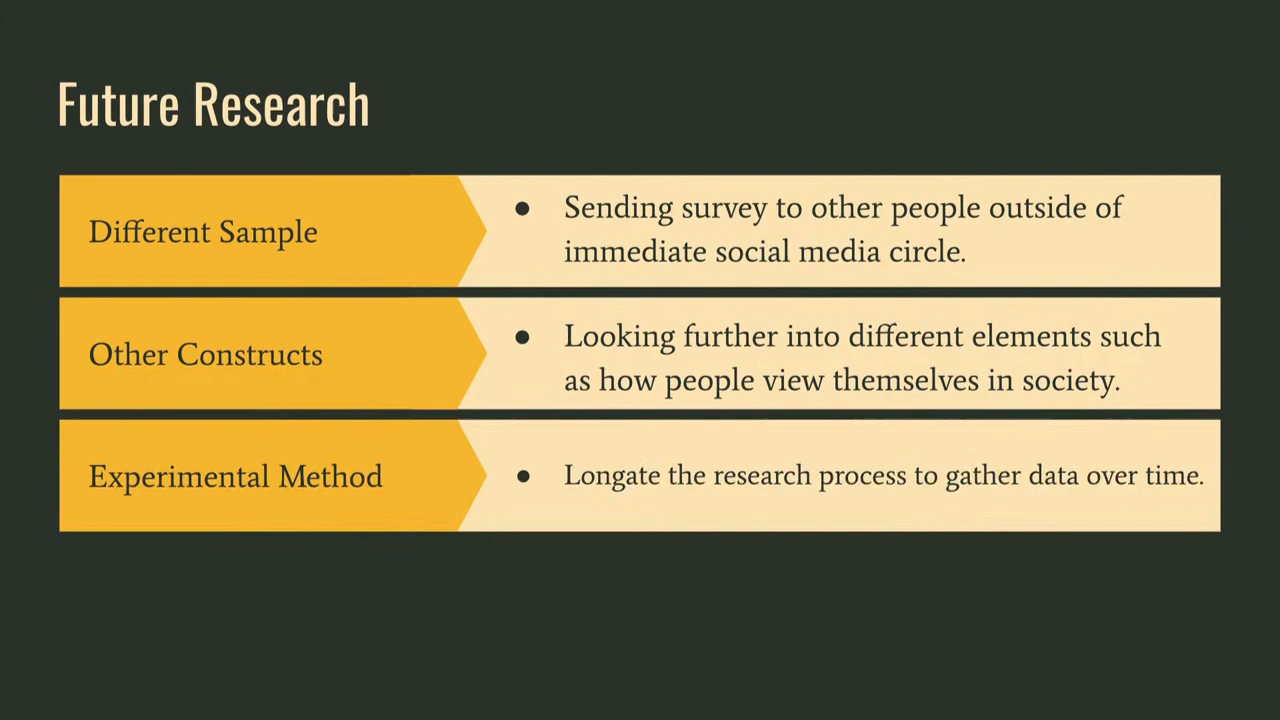 Future Research
Different Sample
● Sending survey to other people outside of
immediate social media circle.
Other Constructs
● Looking further into different elements such
as how people view themselves in society.
Experimental Method
● Longate the research process to gather data over time.